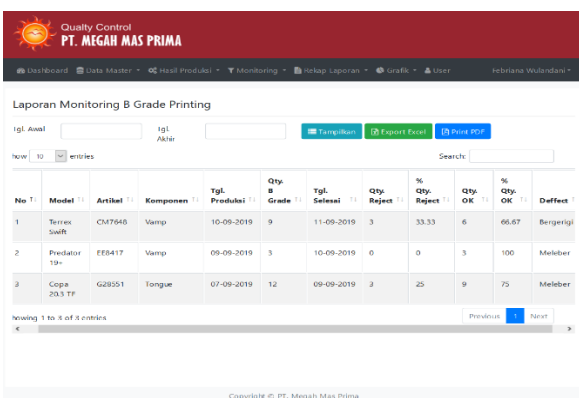 Qualty Control
PT. MEGAH MAS PRIMA
Dashboard Data Master Hasil Produksi Monitoring Rekap Laporan Grafik User Febriana Wulandani
Laporan Monitoring B Grade Printing
Tgl. Awal Tgl. Akhir Tampilkan Export Excel Print PDF
how 10 entries Search:
No Model Artikel Komponen Tgl. Produksi Qty. B Grade Tgl. Selesai Qty. Reject % Qty. Reject Qty. OK % Qty. OK Deffect
1 Terrex Swift CM7648 Vamp 10-09-2019 9 11-09-2019 3 33.33 6 66.67 Bergerigi
2 Predator 19+ EE8417 Vamp 09-09-2019 3 10-09-2019 0 0 3 100 Meleber
3 Copa 20.3 TF G28551 Tongue 07-09-2019 12 09-09-2019 3 25 9 75 Meleber
howing 1 to 3 of 3 entries Previous 1 Next
Copyright © PT. Megah Mas Prima